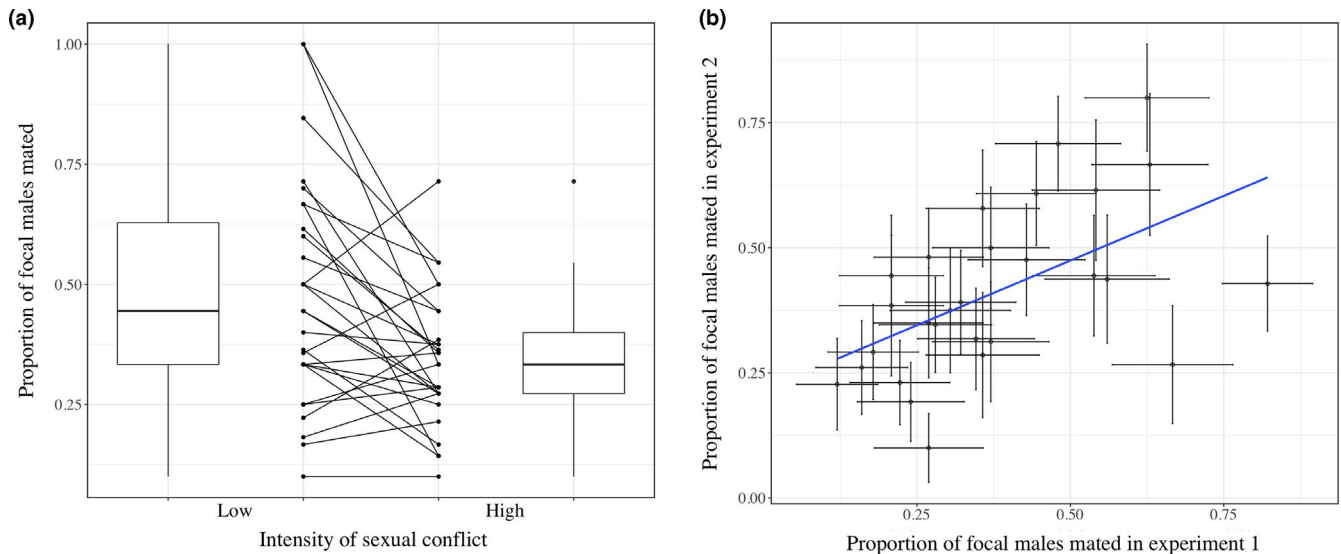 (a)
Proportion of focal males mated
1.00
0.75
0.50
0.25
Low
High
Intensity of sexual conflict
(b)
Proportion of focal males mated in experiment 2
0.75
0.50
0.25
0.00
0.25
0.50
0.75
Proportion of focal males mated in experiment 1